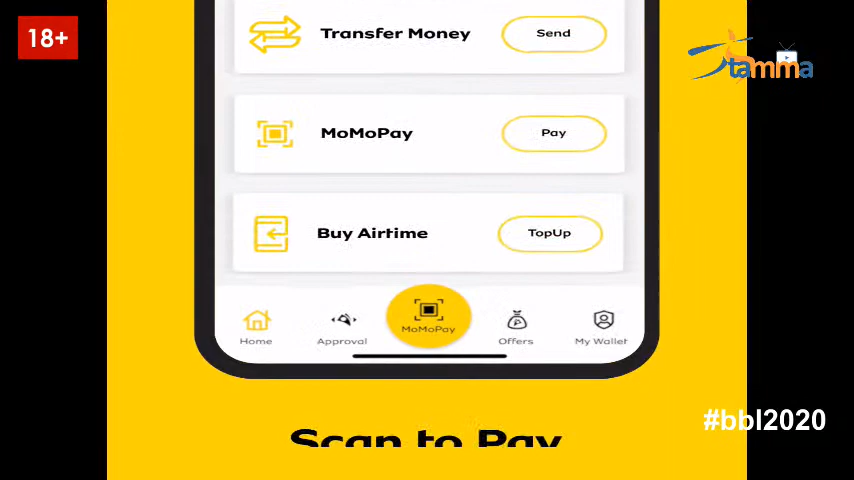 18+
Transfer Money
Send
tamma
MoMoPay
Pay
Buy Airtime
TopUp
MoMoPay
Home
Approval
Offers
My Wallet
#bbl2020
Scan to Pay